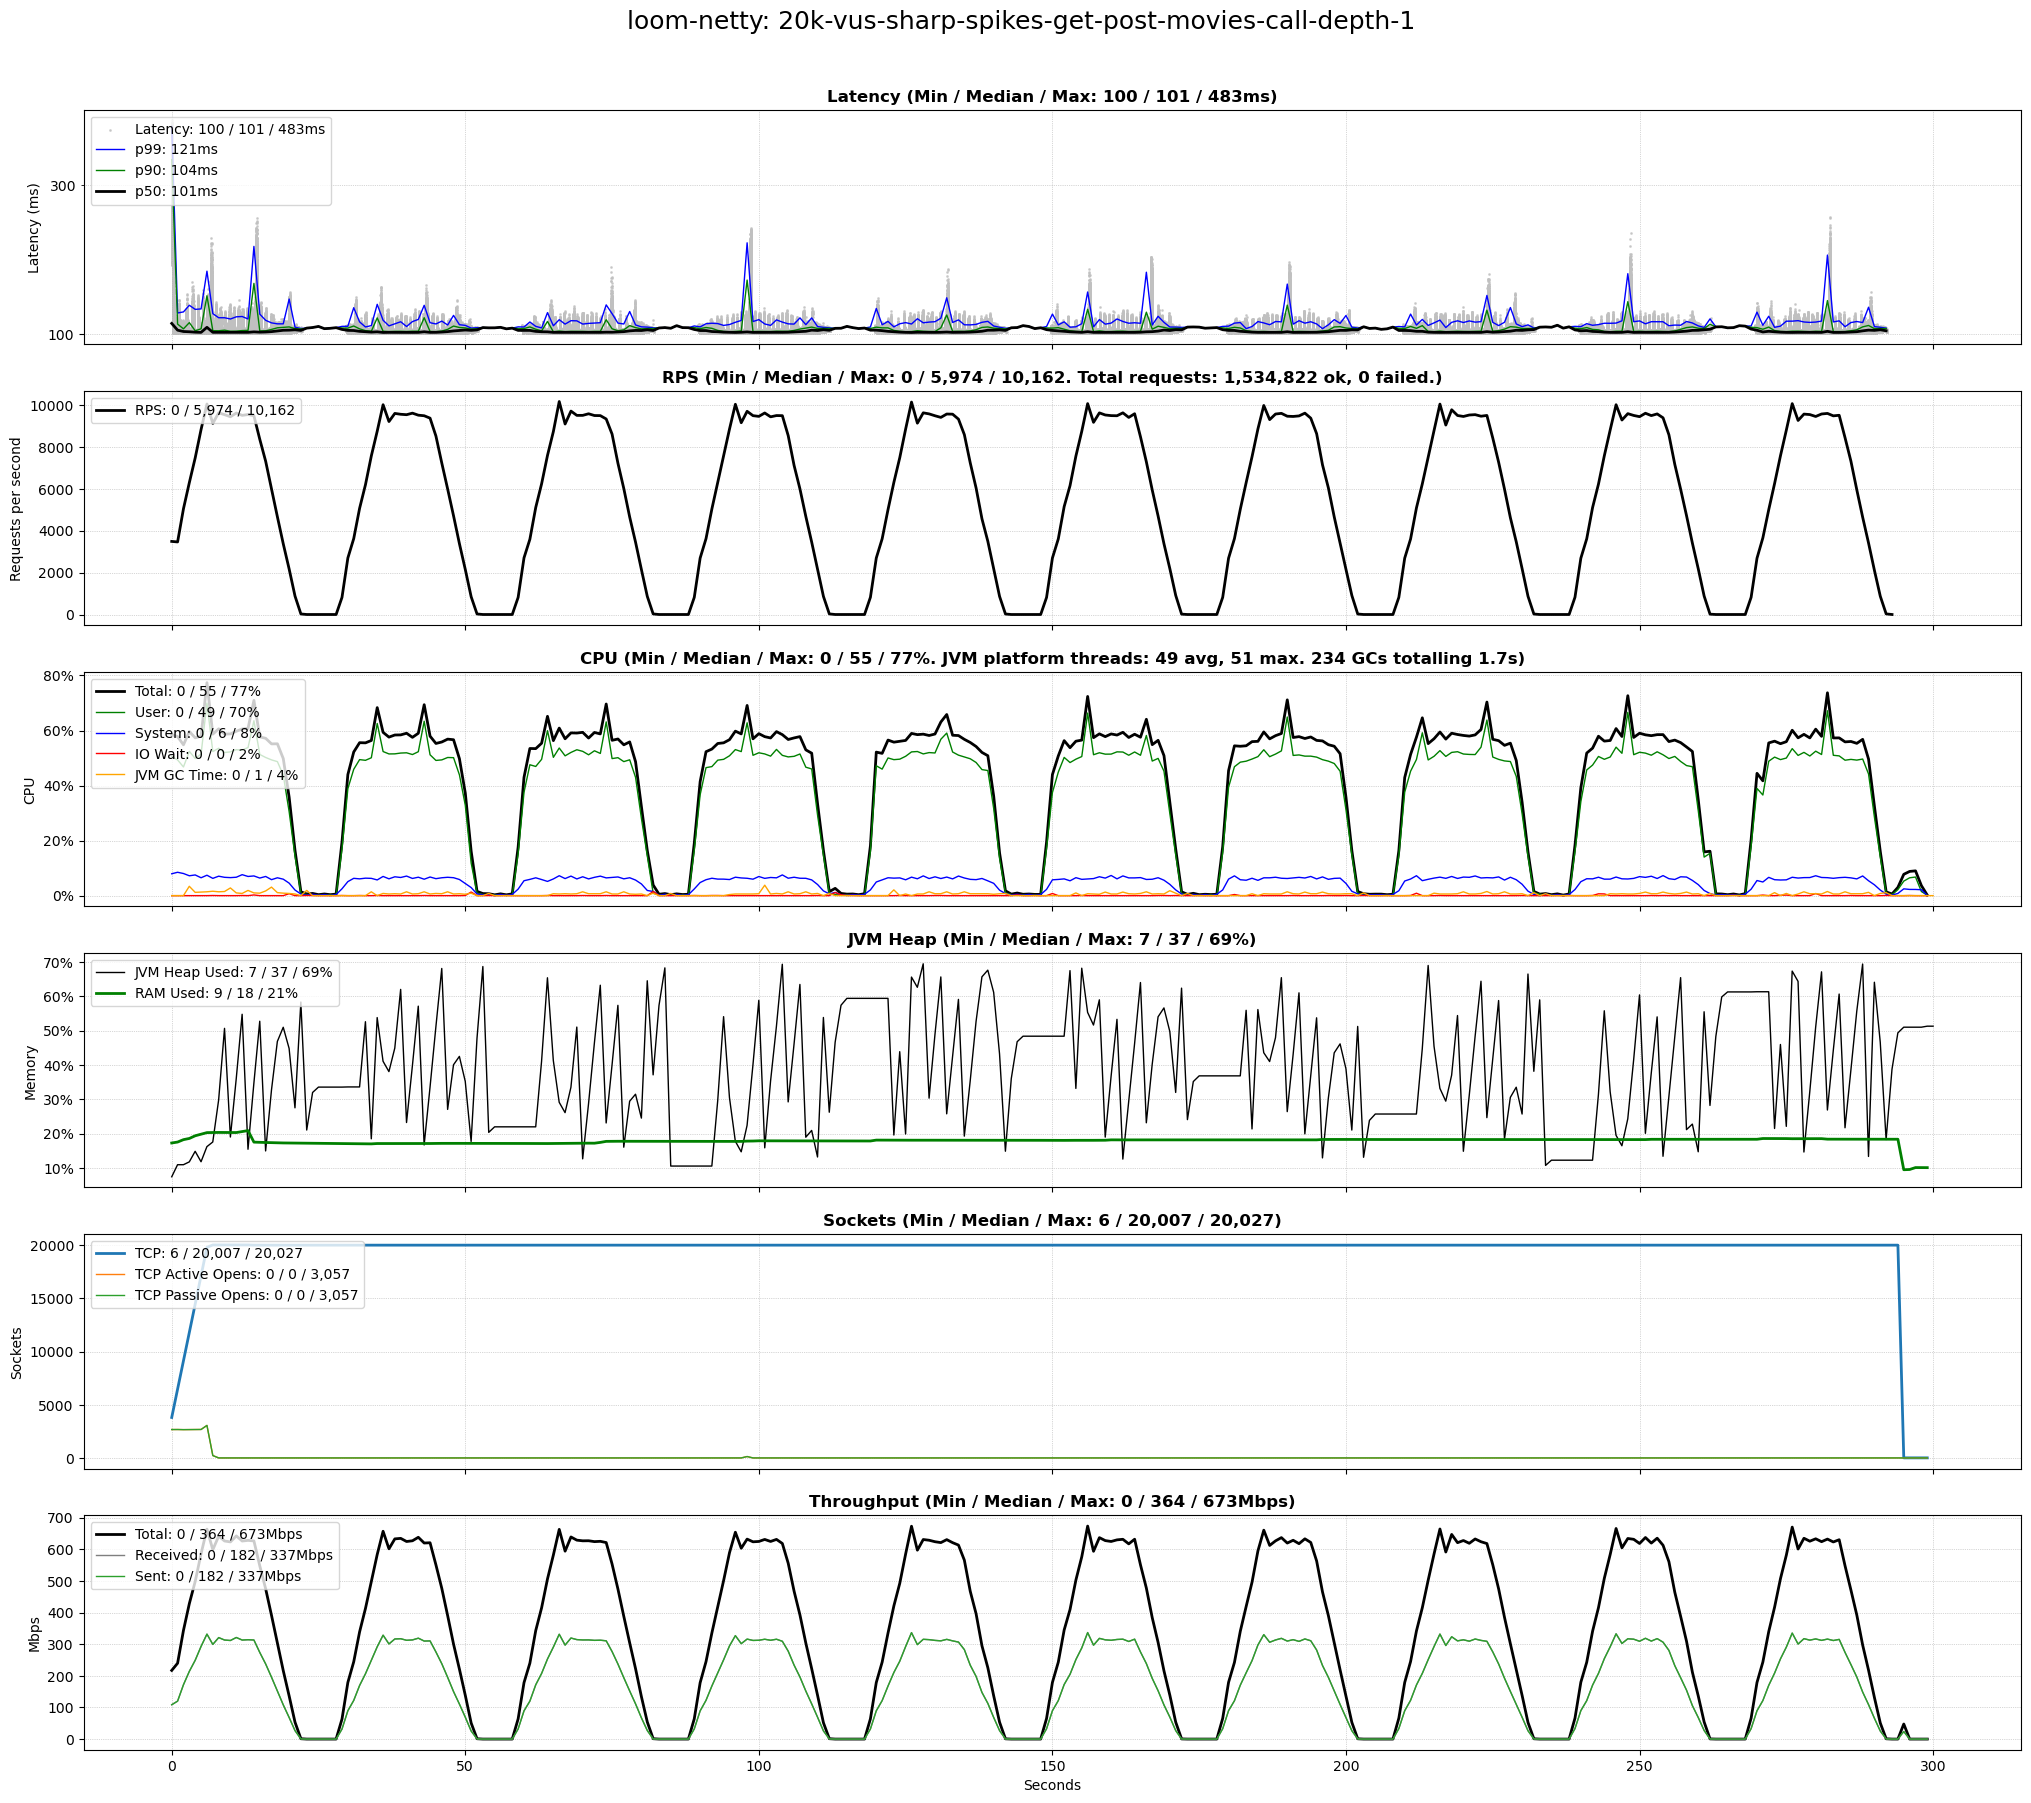 loom-netty: 20k-vus-sharp-spikes-get-post-movies-call-depth-1
Latency (Min / Median / Max: 100 / 101 / 483ms)
Latency: 100 / 101 / 483ms
p99: 121ms
p90: 104ms
p50: 101ms
300
100
Latency (ms)
RPS (Min / Median / Max: 0 / 5,974 / 10,162. Total requests: 1,534,822 ok, 0 failed.)
RPS: 0 / 5,974 / 10,162
10000
8000
6000
4000
2000
0
Requests per second
CPU (Min / Median / Max: 0 / 55 / 77%. JVM platform threads: 49 avg, 51 max. 234 GCs totalling 1.7s)
Total: 0 / 55 / 77%
User: 0 / 49 / 70%
System: 0 / 6 / 8%
IO Wait: 0 / 0 / 2%
JVM GC Time: 0 / 1 / 4%
80%
60%
40%
20%
0%
CPU
JVM Heap (Min / Median / Max: 7 / 37 / 69%)
JVM Heap Used: 7 / 37 / 69%
RAM Used: 9 / 18 / 21%
70%
60%
50%
40%
30%
20%
10%
Memory
Sockets (Min / Median / Max: 6 / 20,007 / 20,027)
TCP: 6 / 20,007 / 20,027
TCP Active Opens: 0 / 0 / 3,057
TCP Passive Opens: 0 / 0 / 3,057
20000
15000
10000
5000
0
Sockets
Throughput (Min / Median / Max: 0 / 364 / 673Mbps)
Total: 0 / 364 / 673Mbps
Received: 0 / 182 / 337Mbps
Sent: 0 / 182 / 337Mbps
700
600
500
400
300
200
100
0
Mbps
0 50 100 150 200 250 300
Seconds